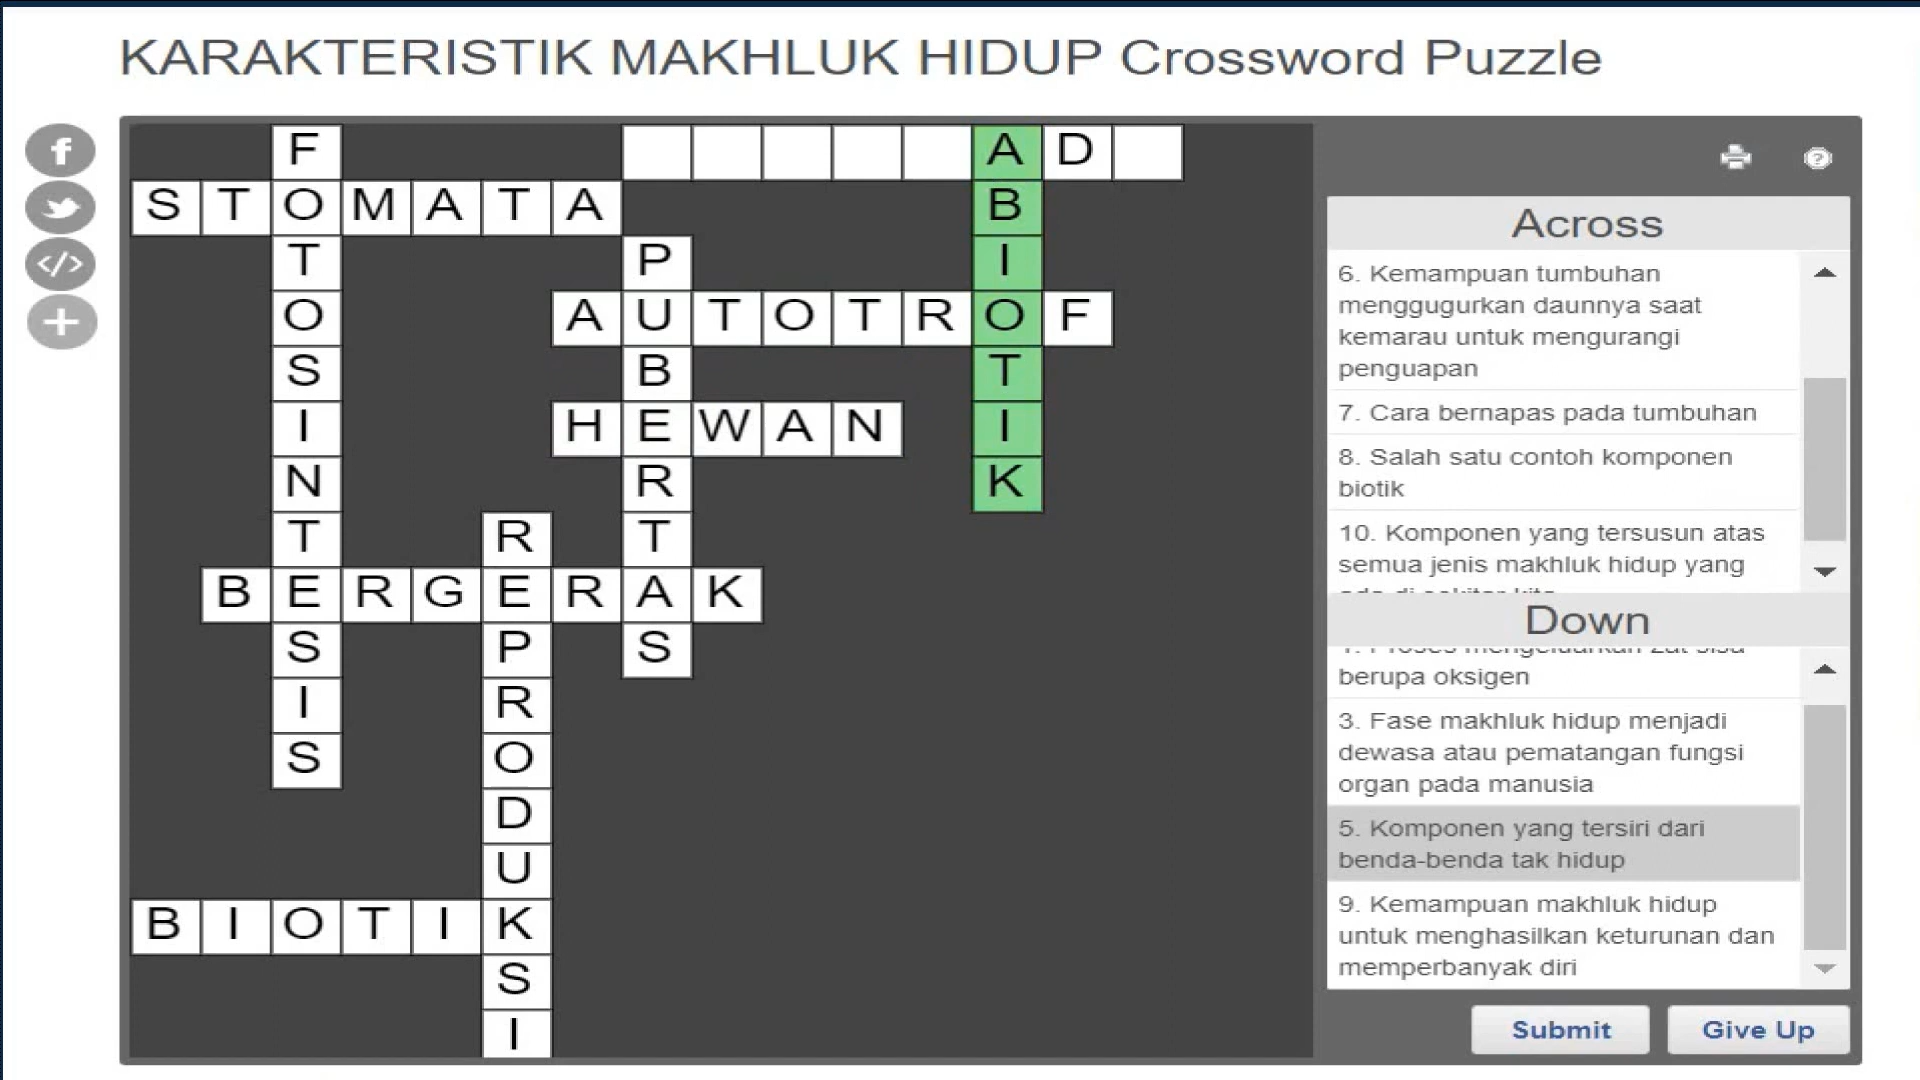 KARAKTERISTIK MAKHLUK HIDUP Crossword Puzzle
F
A D
S T O M A T A
B
T
P
I
O
A U T O T R O F
S
B
T
I
H E W A N
I
N
R
K
T
R
T
B E R G E R A K
S
P
S
I
R
S
O
D
U
B I O T I K
S
I
Across
6. Kemampuan tumbuhan
menggugurkan daunnya saat
kemarau untuk mengurangi
penguapan
7. Cara bernapas pada tumbuhan
8. Salah satu contoh komponen
biotik
10. Komponen yang tersusun atas
semua jenis makhluk hidup yang
Down
berupa oksigen
3. Fase makhluk hidup menjadi
dewasa atau pematangan fungsi
organ pada manusia
5. Komponen yang tersiri dari
benda-benda tak hidup
9. Kemampuan makhluk hidup
untuk menghasilkan keturunan dan
memperbanyak diri
Submit
Give Up